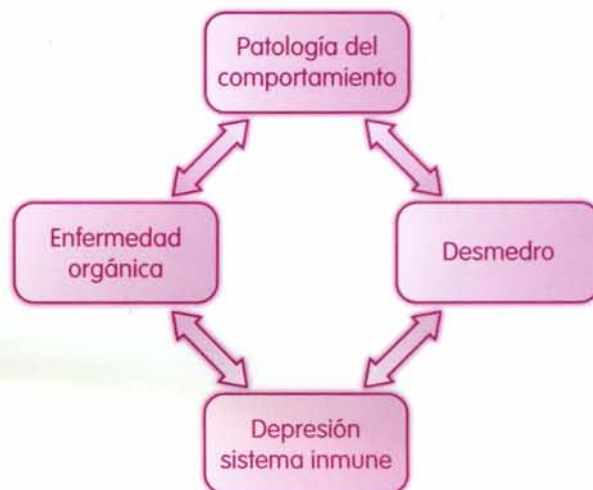 Patología del
comportamiento
Enfermedad
orgánica
Desmedro
Depresión
sistema inmune